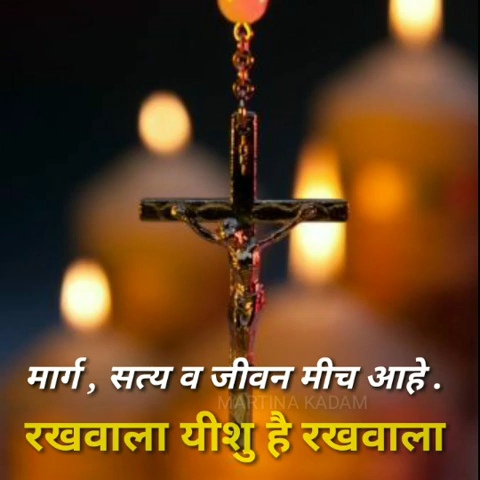 मार्ग , सत्य व जीवन मीच आहे .
MARTINA KADAM
रखवाला यीशु है रखवाला